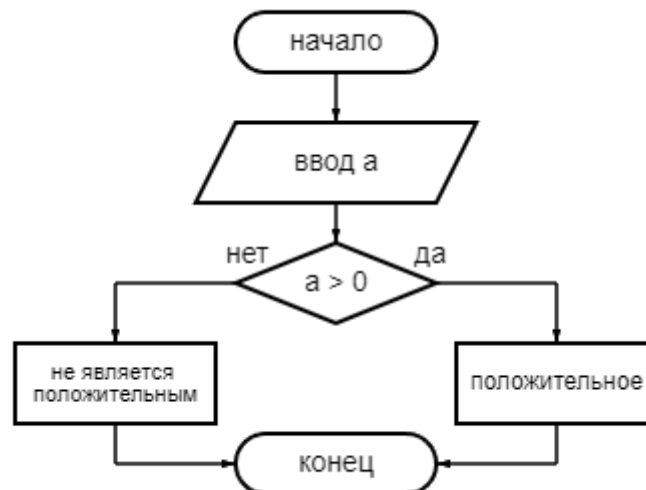 начало
ввод a
нет
да
a > 0
не является
положительным
положительное
конец